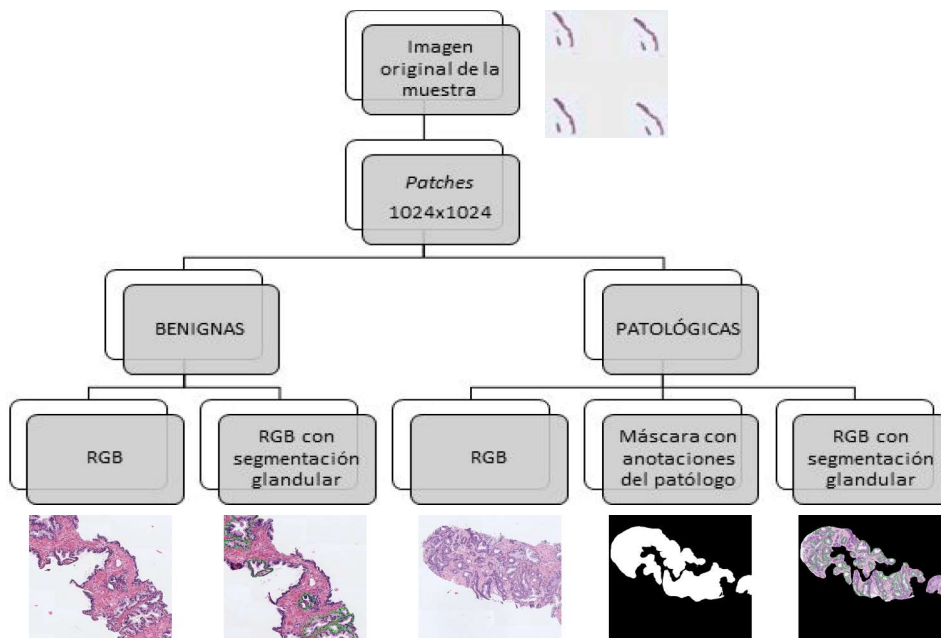 Imagen
original de la
muestra
Patches
1024x1024
BENIGNAS
PATOLÓGICAS
RGB
RGB con
segmentación
glandular
RGB
Máscara con
anotaciones
del patólogo
RGB con
segmentación
glandular